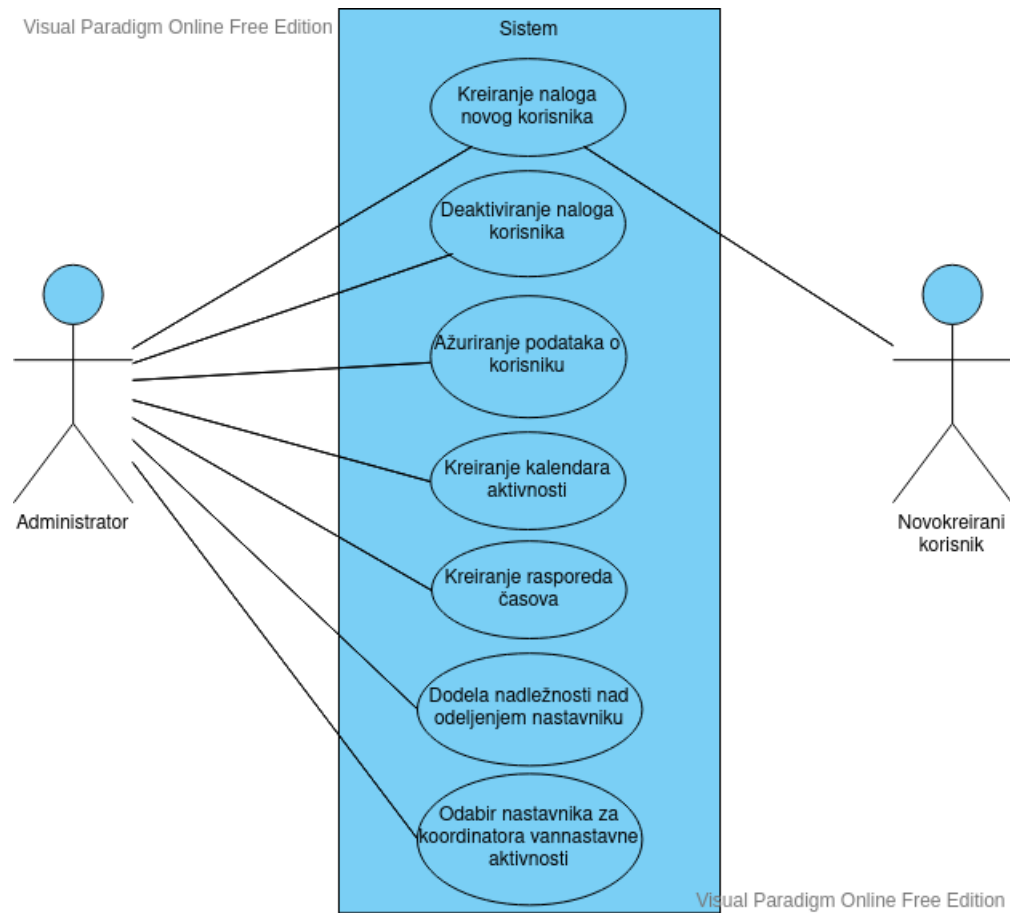 Visual Paradigm Online Free Edition
Sistem
Kreiranje naloga
novog korisnika
Deaktiviranje naloga
korisnika
Ažuriranje podataka o
korisniku
Kreiranje kalendara
aktivnosti
Administrator
Novokreirani
korisnik
Kreiranje rasporeda
časova
Dodela nadležnosti nad
odeljenjem nastavniku
Odabir nastavnika za
koordinatora vannastavne
aktivnosti
Visual Paradigm Online Free Edition